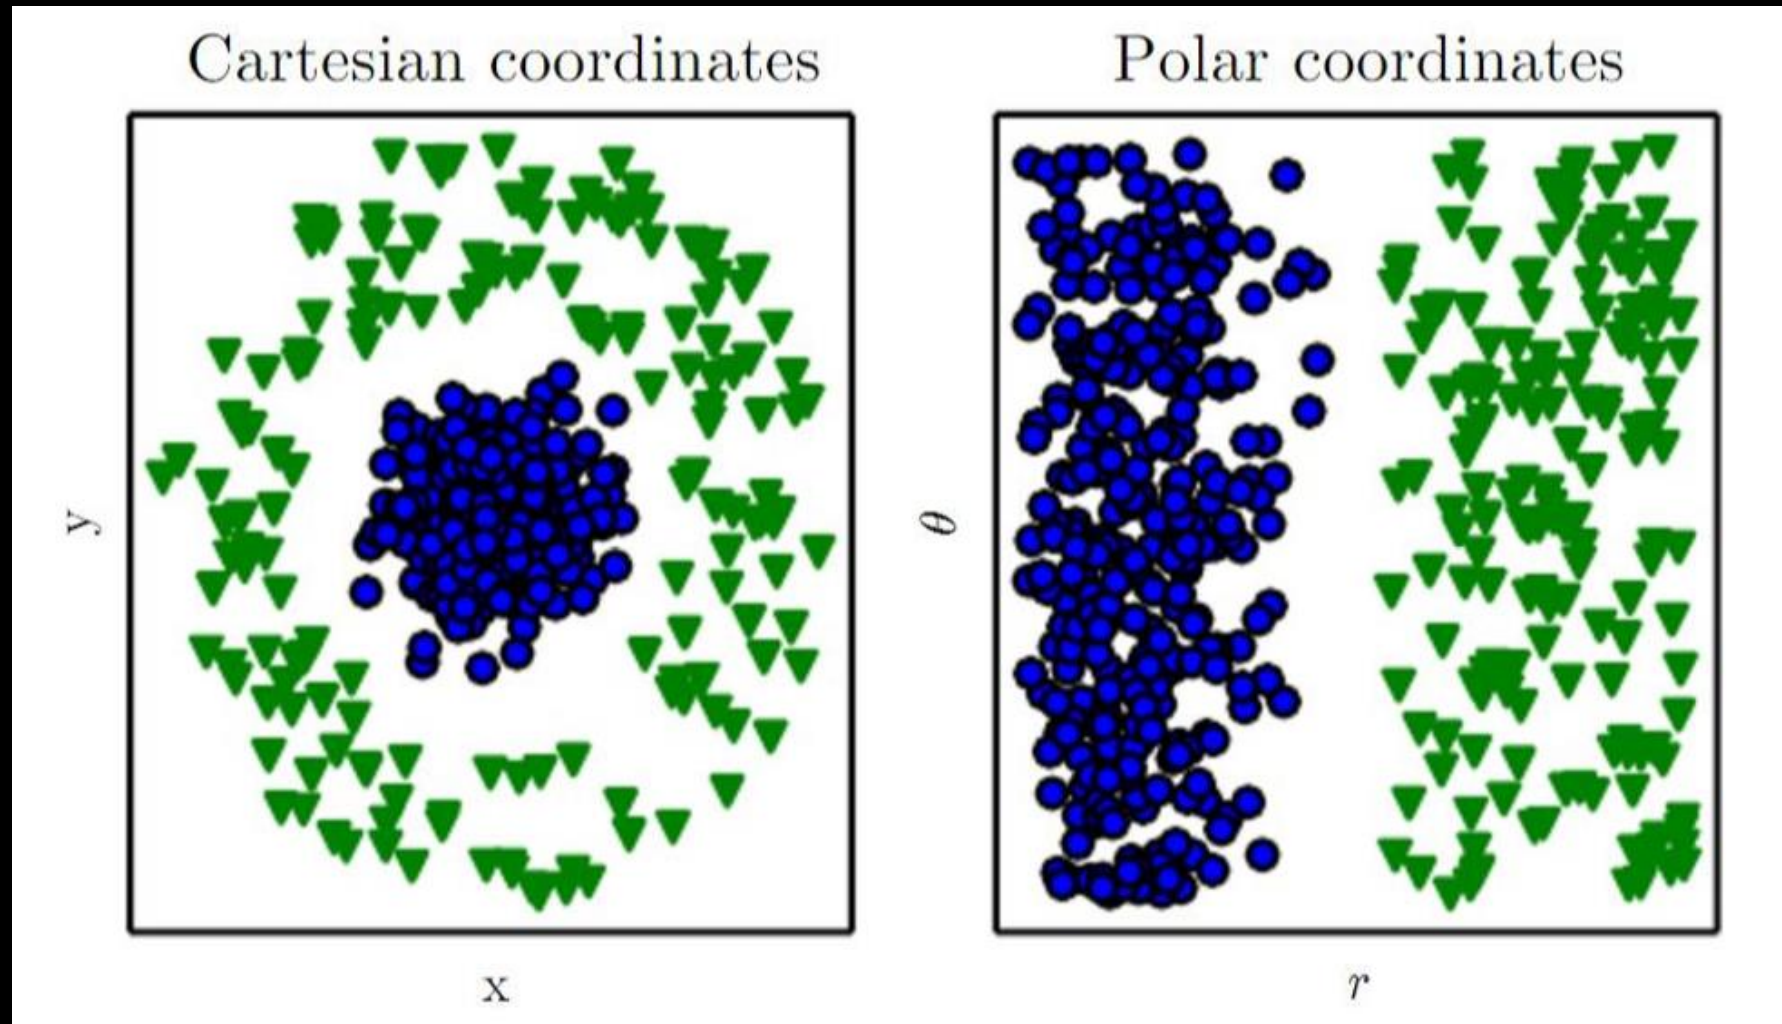 Cartesian coordinates
y
x
Polar coordinates
θ
r